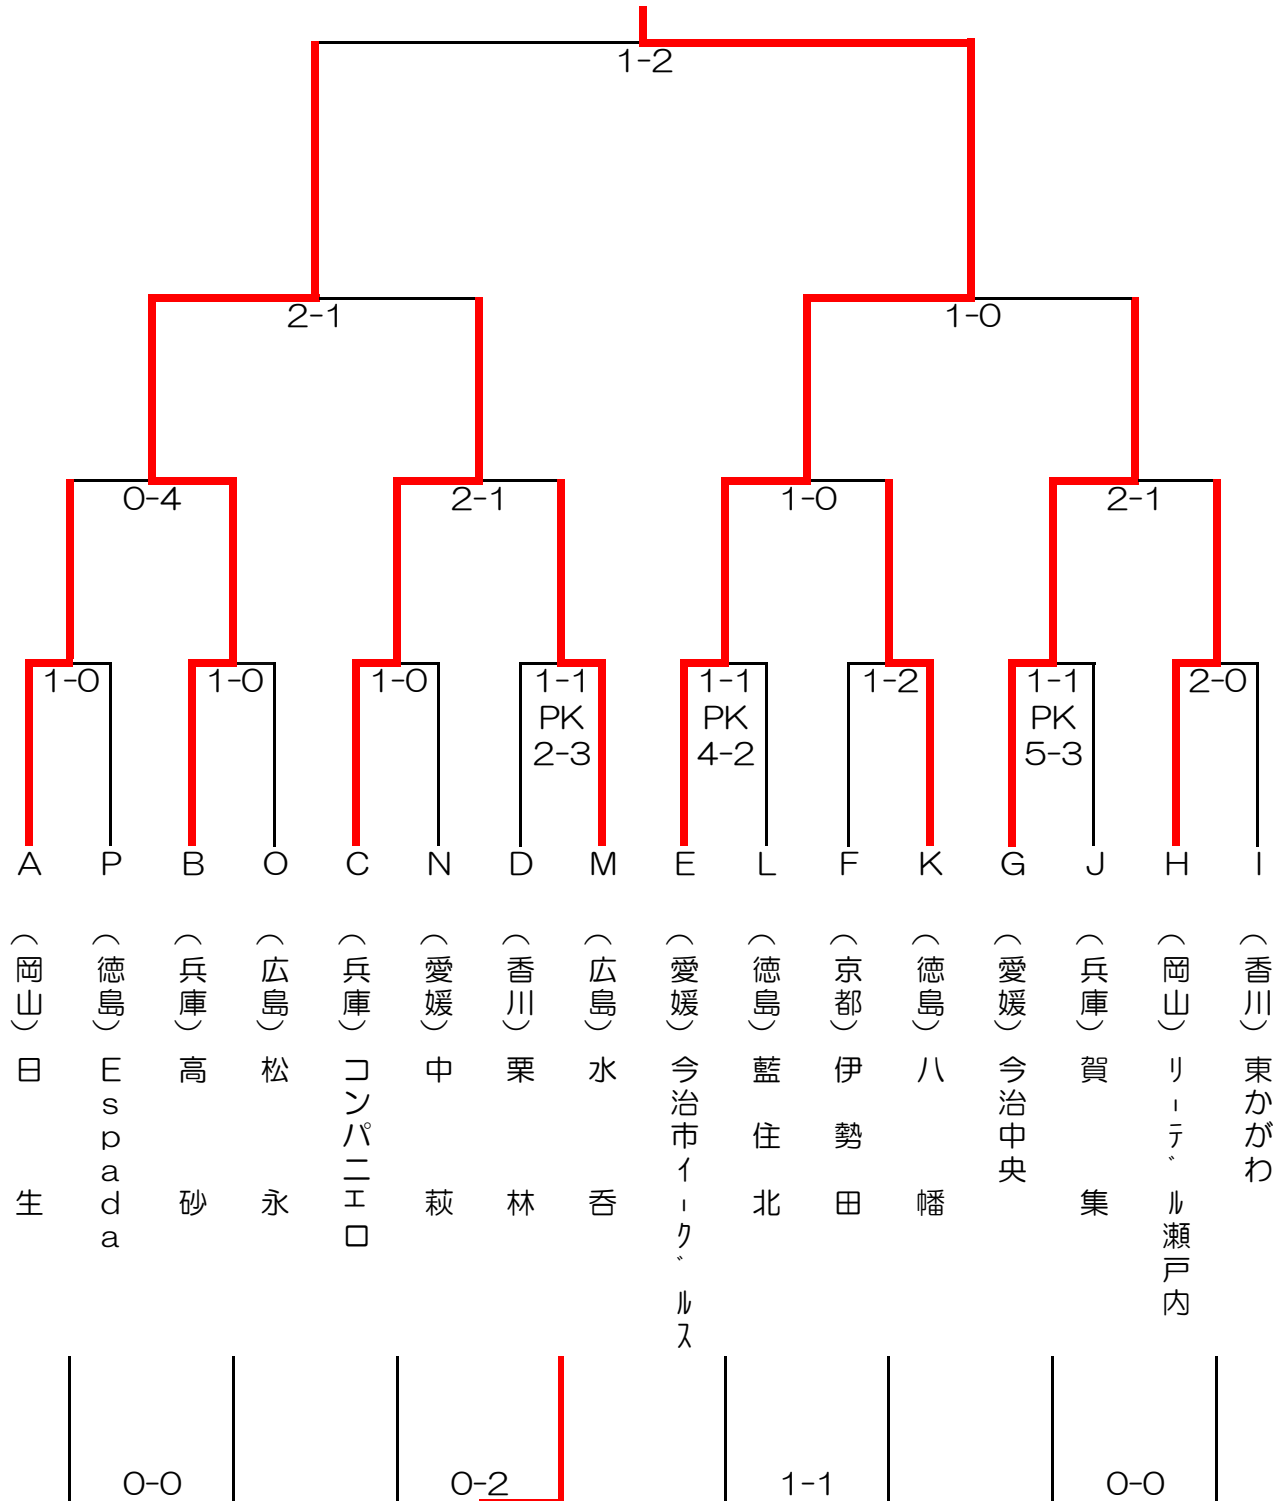 1-2
2-1
1-0
0-4
2-1
1-0
2-1
1-0
1-0
1-0
1-1
PK
2-3
1-1
PK
4-2
1-2
1-1
PK
5-3
2-0
A
P
B
O
C
N
D
M
E
L
F
K
G
J
H
I
（岡山）日生
（徳島）Espada
（兵庫）高砂
（広島）松永
（兵庫）コンパニエロ
（愛媛）中萩
（香川）栗林
（広島）水呑
（愛媛）今治市ｲｰｸﾞﾙｽ
（徳島）藍住北
（京都）伊勢田
（徳島）八幡
（愛媛）今治中央
（兵庫）賀集
（岡山）ﾘｰﾃﾞﾙ瀬戸内
（香川）東かがわ
0-0
0-2
1-1
0-0